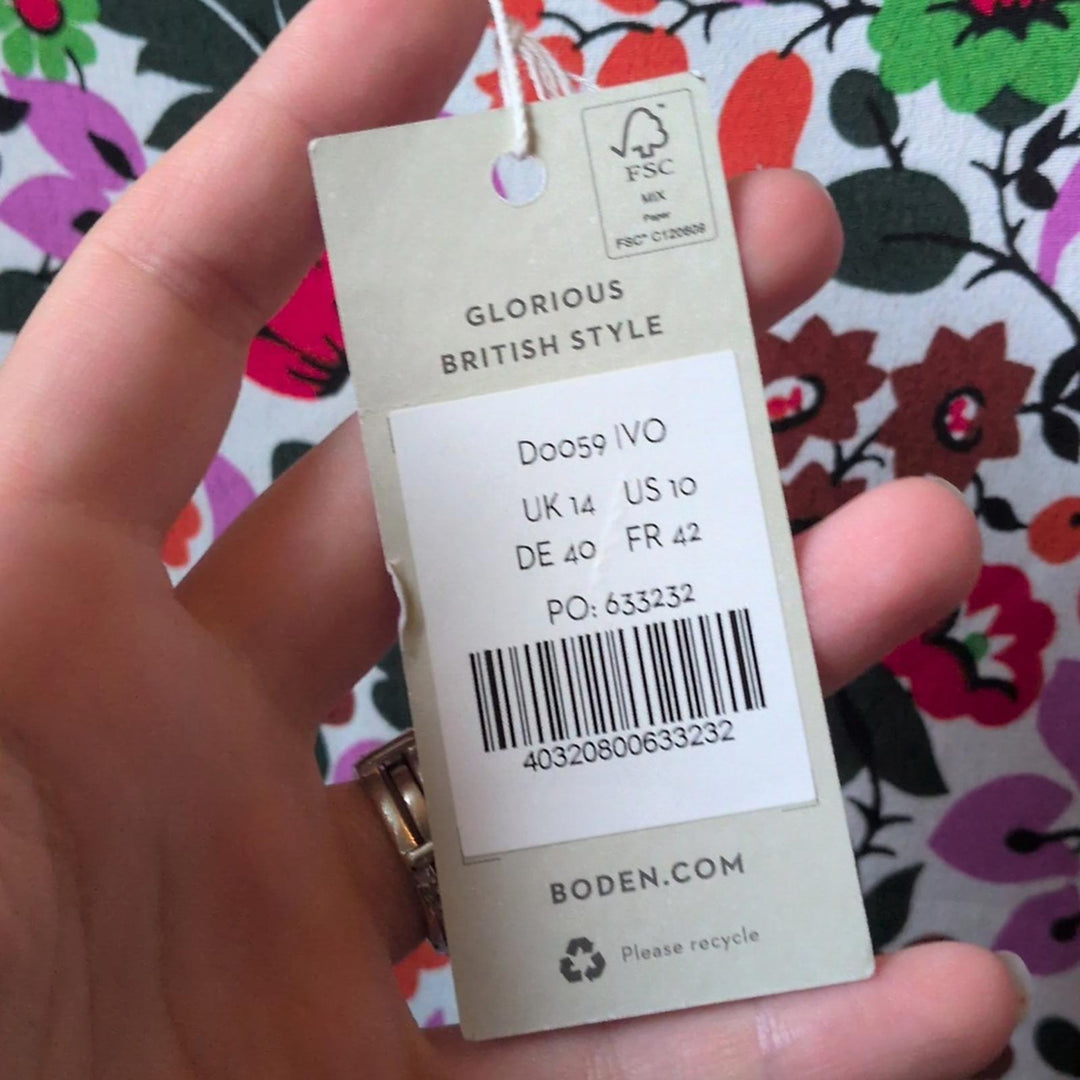 FSC
MIX
Paper
FSC™ C120609
GLORIOUS
BRITISH STYLE
D0059 IVO
UK 14 US 10
DE 40 FR 42
PO: 633232
40320800633232
BODEN.COM
Please recycle